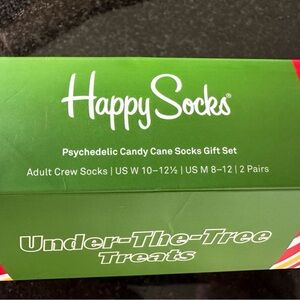 Happy Socks®
Psychedelic Candy Cane Socks Gift Set
Adult Crew Socks | US W 10–12½ | US M 8–12 | 2 Pairs
Under-The-Tree
Treats